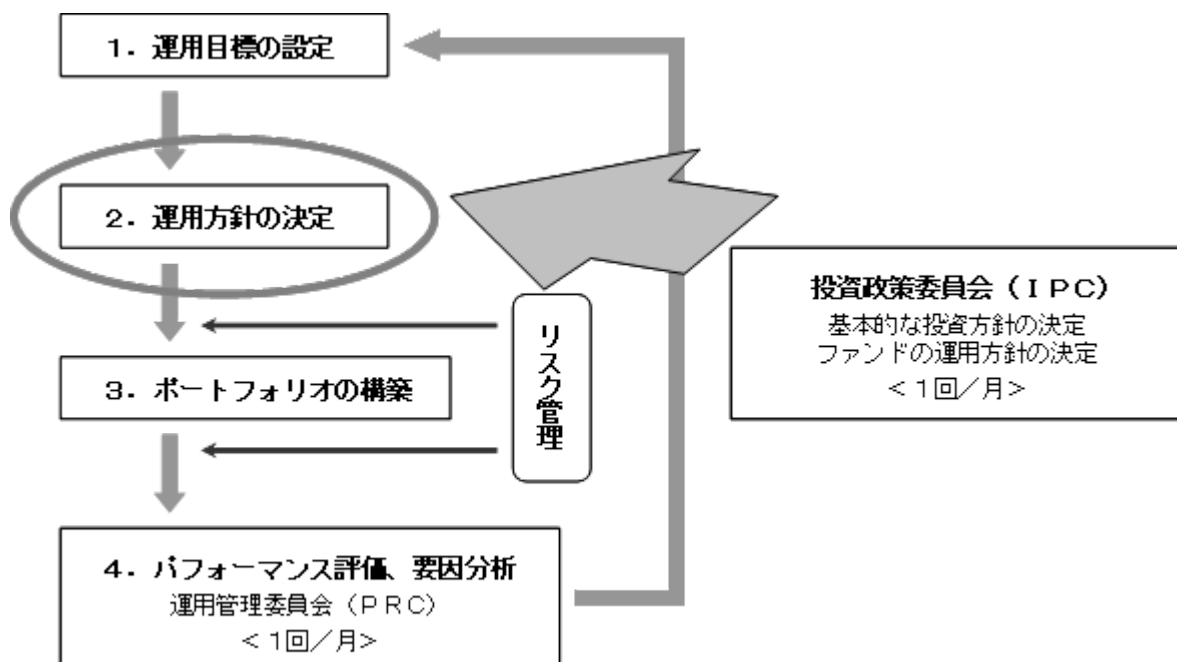 １．運用目標の設定
２．運用方針の決定
投資政策委員会（ＩＰＣ）
基本的な投資方針の決定
ファンドの運用方針の決定
＜１回／月＞
リスク管理
３．ポートフォリオの構築
４．パフォーマンス評価、要因分析
運用管理委員会（ＰＲＣ）
＜１回／月＞